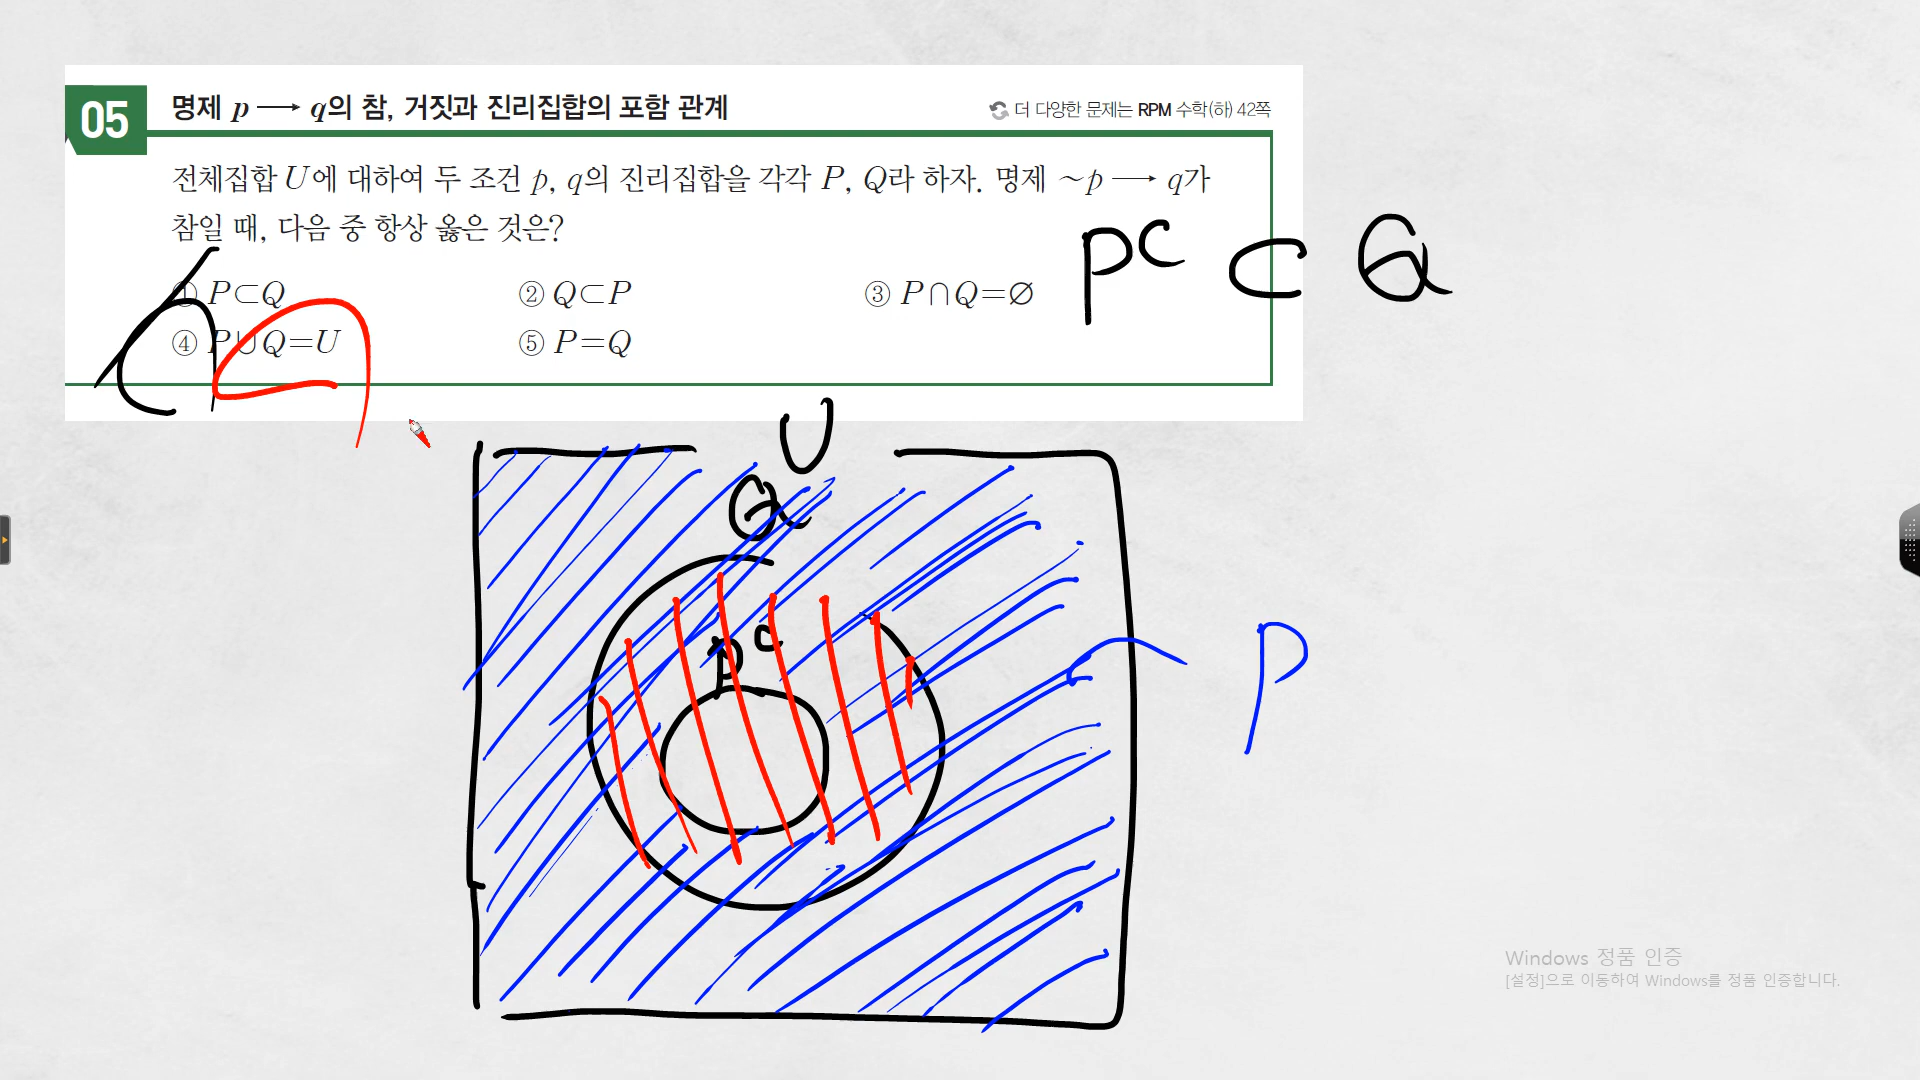 05 명제 p ⟶ q의 참, 거짓과 진리집합의 포함 관계
더 다양한 문제는 RPM 수학(하) 42쪽
전체집합 U에 대하여 두 조건 p, q의 진리집합을 각각 P, Q라 하자. 명제 ~p ⟶ q가
참일 때, 다음 중 항상 옳은 것은?
① P⊂Q ② Q⊂P ③ P∩Q=∅
④ P∪Q=U ⑤ P=Q
P^C ⊂ Q
U
Q
P^C
P
Windows 정품 인증
[설정]으로 이동하여 Windows를 정품 인증합니다.